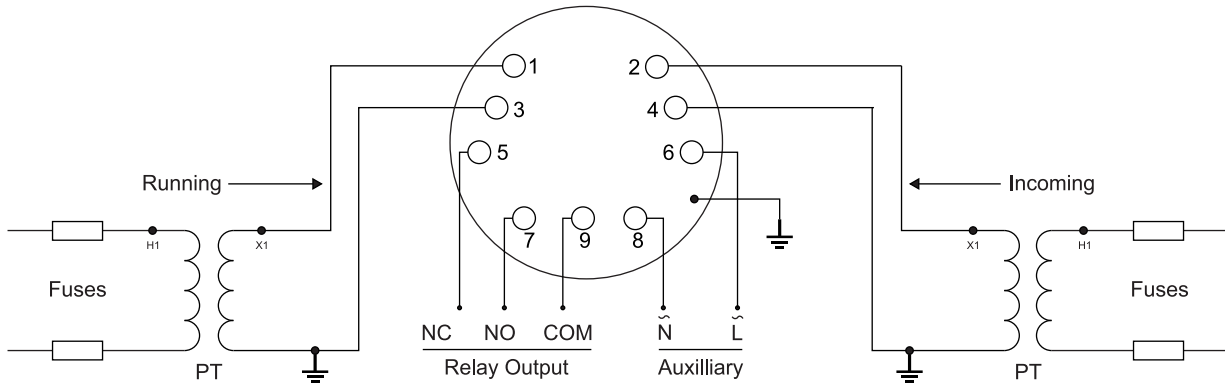 1
2
3
4
5
6
Running
Incoming
7
9
8
H1
X1
X1
H1
Fuses
Fuses
NC NO COM
Ñ L̃
PT
Relay Output
Auxilliary
PT